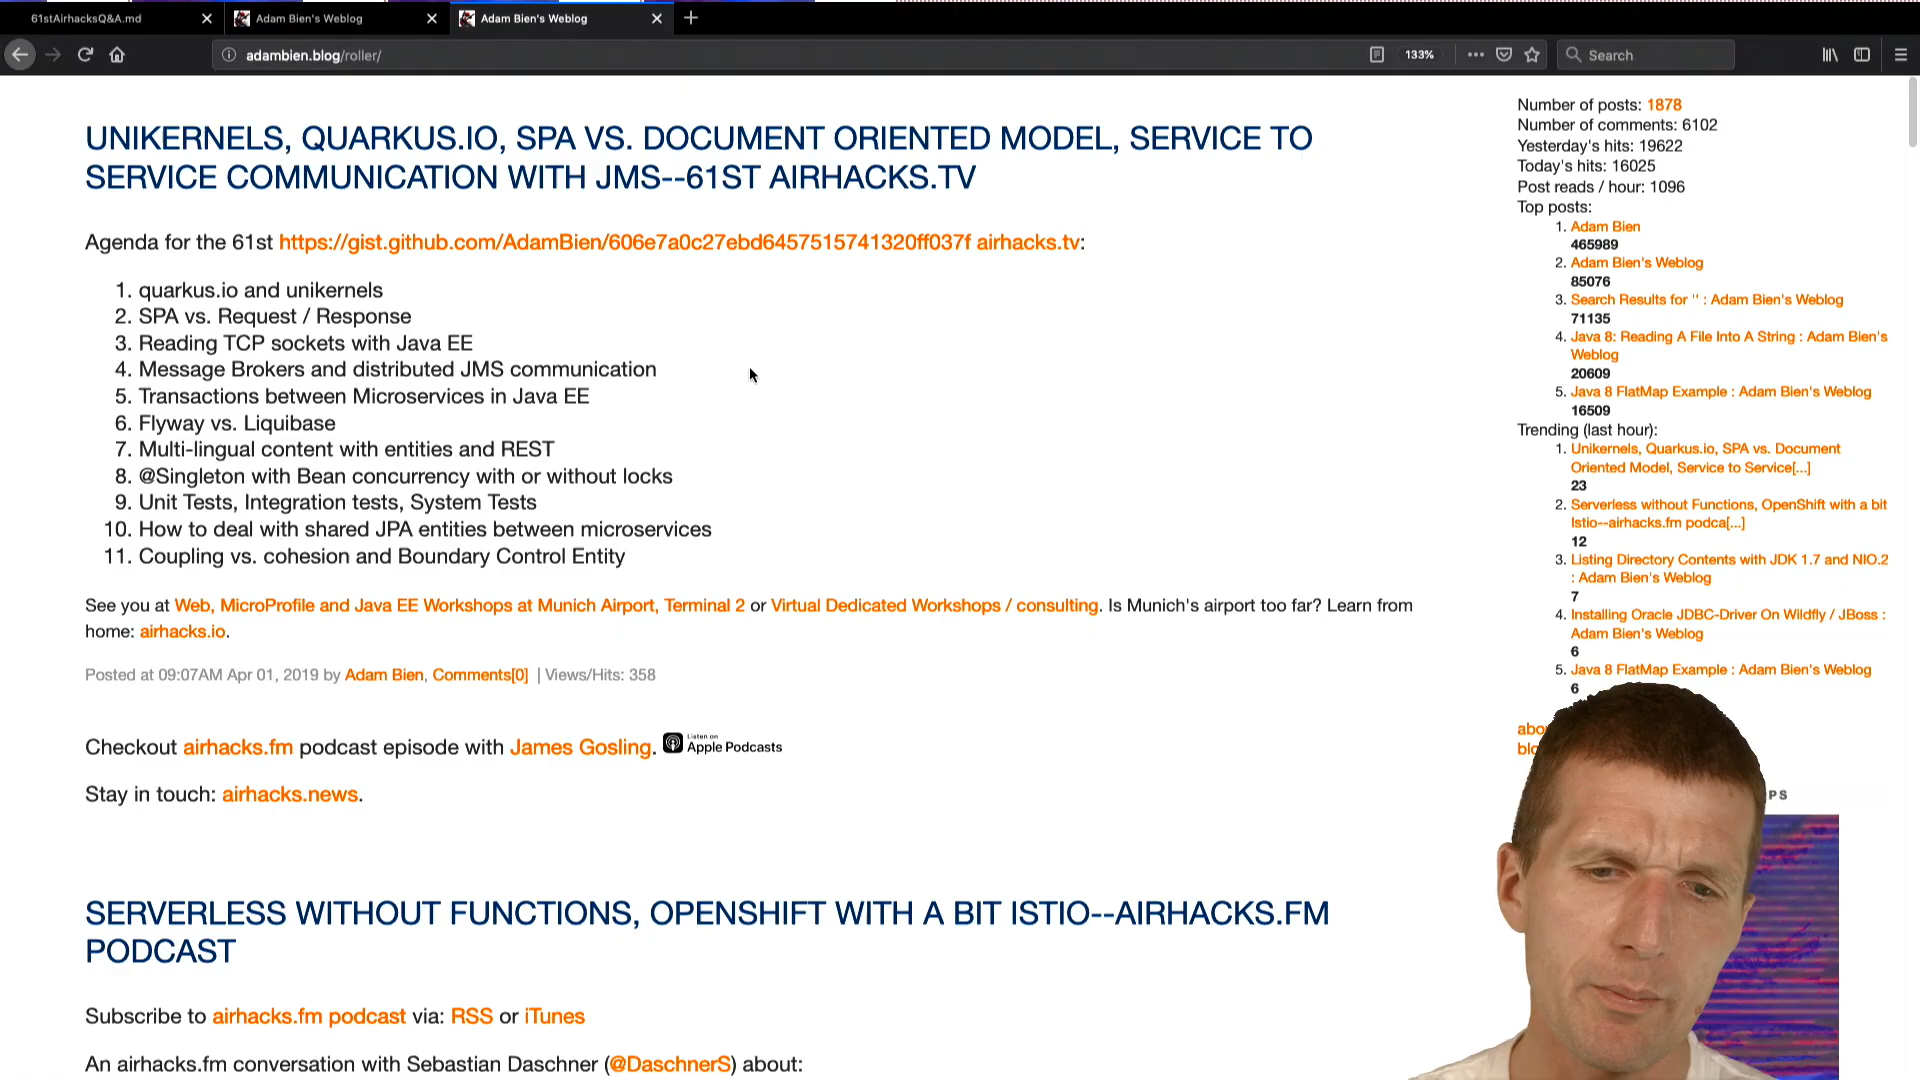 61stAirhacksQ&A.md
Adam Bien's Weblog
Adam Bien's Weblog
adambien.blog/roller/
133%
Search
UNIKERNELS, QUARKUS.IO, SPA VS. DOCUMENT ORIENTED MODEL, SERVICE TO
SERVICE COMMUNICATION WITH JMS--61ST AIRHACKS.TV
Agenda for the 61st https://gist.github.com/AdamBien/606e7a0c27ebd6457515741320ff037f airhacks.tv:
1. quarkus.io and unikernels
2. SPA vs. Request / Response
3. Reading TCP sockets with Java EE
4. Message Brokers and distributed JMS communication
5. Transactions between Microservices in Java EE
6. Flyway vs. Liquibase
7. Multi-lingual content with entities and REST
8. @Singleton with Bean concurrency with or without locks
9. Unit Tests, Integration tests, System Tests
10. How to deal with shared JPA entities between microservices
11. Coupling vs. cohesion and Boundary Control Entity
See you at Web, MicroProfile and Java EE Workshops at Munich Airport, Terminal 2 or Virtual Dedicated Workshops / consulting. Is Munich's airport too far? Learn from
home: airhacks.io.
Posted at 09:07AM Apr 01, 2019 by Adam Bien, Comments[0] | Views/Hits: 358
Checkout airhacks.fm podcast episode with James Gosling. Listen on Apple Podcasts
Stay in touch: airhacks.news.
SERVERLESS WITHOUT FUNCTIONS, OPENSHIFT WITH A BIT ISTIO--AIRHACKS.FM
PODCAST
Subscribe to airhacks.fm podcast via: RSS or iTunes
An airhacks.fm conversation with Sebastian Daschner (@DaschnerS) about:
Number of posts: 1878
Number of comments: 6102
Yesterday's hits: 19622
Today's hits: 16025
Post reads / hour: 1096
Top posts:
1. Adam Bien
465989
2. Adam Bien's Weblog
85076
3. Search Results for '' : Adam Bien's Weblog
71135
4. Java 8: Reading A File Into A String : Adam Bien's
Weblog
20609
5. Java 8 FlatMap Example : Adam Bien's Weblog
16509
Trending (last hour):
1. Unikernels, Quarkus.io, SPA vs. Document
Oriented Model, Service to Service[...]
23
2. Serverless without Functions, OpenShift with a bit
Istio--airhacks.fm podca[...]
12
3. Listing Directory Contents with JDK 1.7 and NIO.2
: Adam Bien's Weblog
7
4. Installing Oracle JDBC-Driver On Wildfly / JBoss :
Adam Bien's Weblog
6
5. Java 8 FlatMap Example : Adam Bien's Weblog
6